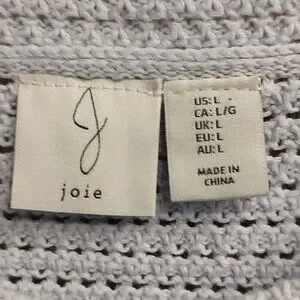 J
joie
US: L -
CA: L/G
UK: L
EU: L
AU: L
MADE IN
CHINA